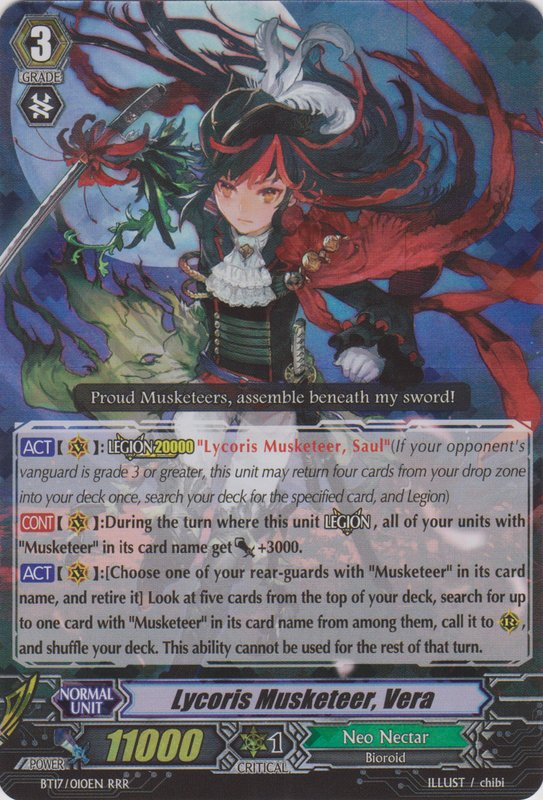 3
GRADE
Proud Musketeers, assemble beneath my sword!
ACT【 V 】: LEGION 20000 "Lycoris Musketeer, Saul"(If your opponent's
vanguard is grade 3 or greater, this unit may return four cards from your drop zone
into your deck once, search your deck for the specified card, and Legion)
CONT【 V 】:During the turn where this unit LEGION, all of your units with
"Musketeer" in its card name get +3000.
ACT【 V 】:[Choose one of your rear-guards with "Musketeer" in its card
name, and retire it] Look at five cards from the top of your deck, search for up
to one card with "Musketeer" in its card name from among them, call it to R,
and shuffle your deck. This ability cannot be used for the rest of that turn.
NORMAL
UNIT
Lycoris Musketeer, Vera
POWER
11000
1
CRITICAL
Neo Nectar
Bioroid
BT17/010EN RRR
ILLUST / chibi